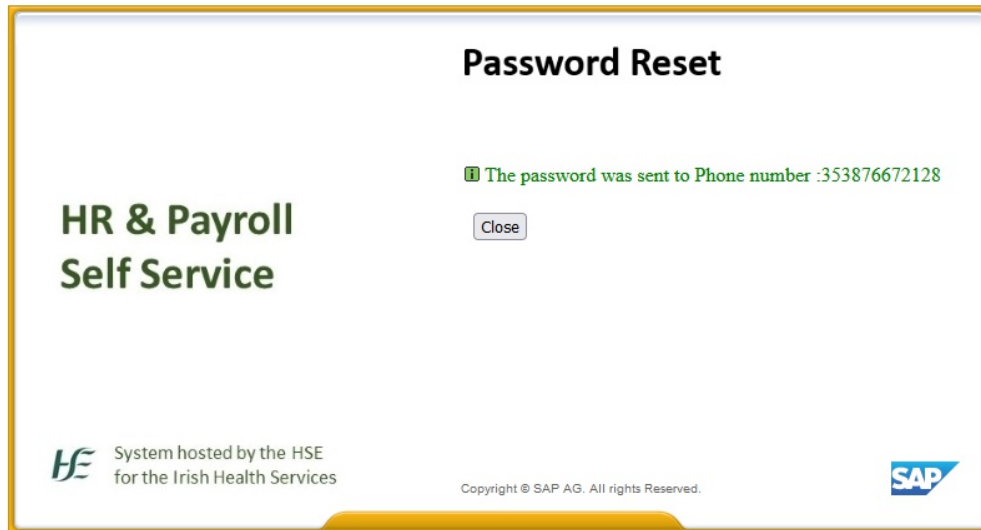 Password Reset
The password was sent to Phone number :353876672128
Close
HR & Payroll
Self Service
System hosted by the HSE
for the Irish Health Services
Copyright © SAP AG. All rights Reserved.
SAP